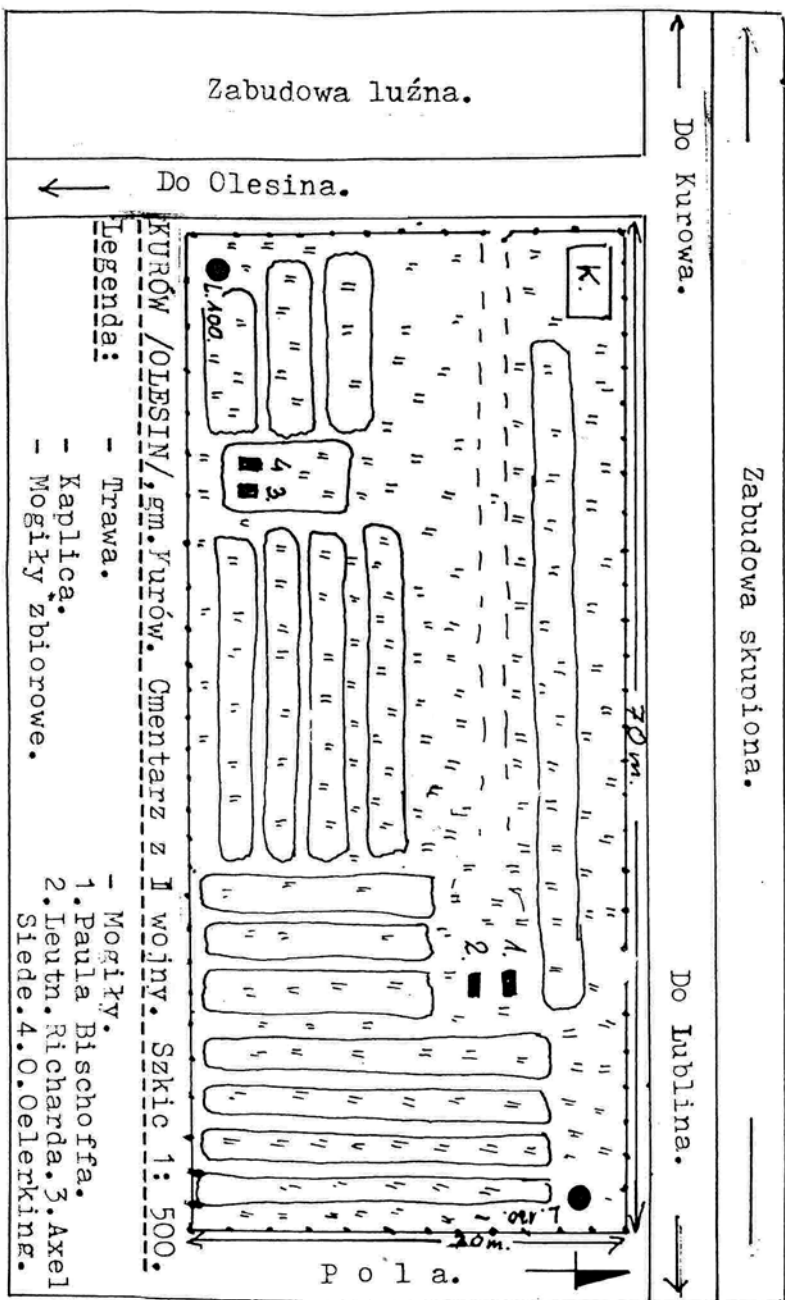 Zabudowa skupiona.
Do Kurowa.
Do Lublina.
Zabudowa luźna.
Do Olesina.
70 m.
40m.
Pola.
K.
1.
2.
3.
4.
L.100.
L.130.
KURÓW /OLESIN/,gm.Kurów. Cmentarz z I wojny. Szkic 1: 500.
Legenda:
- Trawa.
- Kaplica.
- Mogiły zbiorowe.
- Mogiły.
1.Paula Bischoffa.
2.Leutn.Richarda.3.Axel
Siede.4.O.Oelerking.